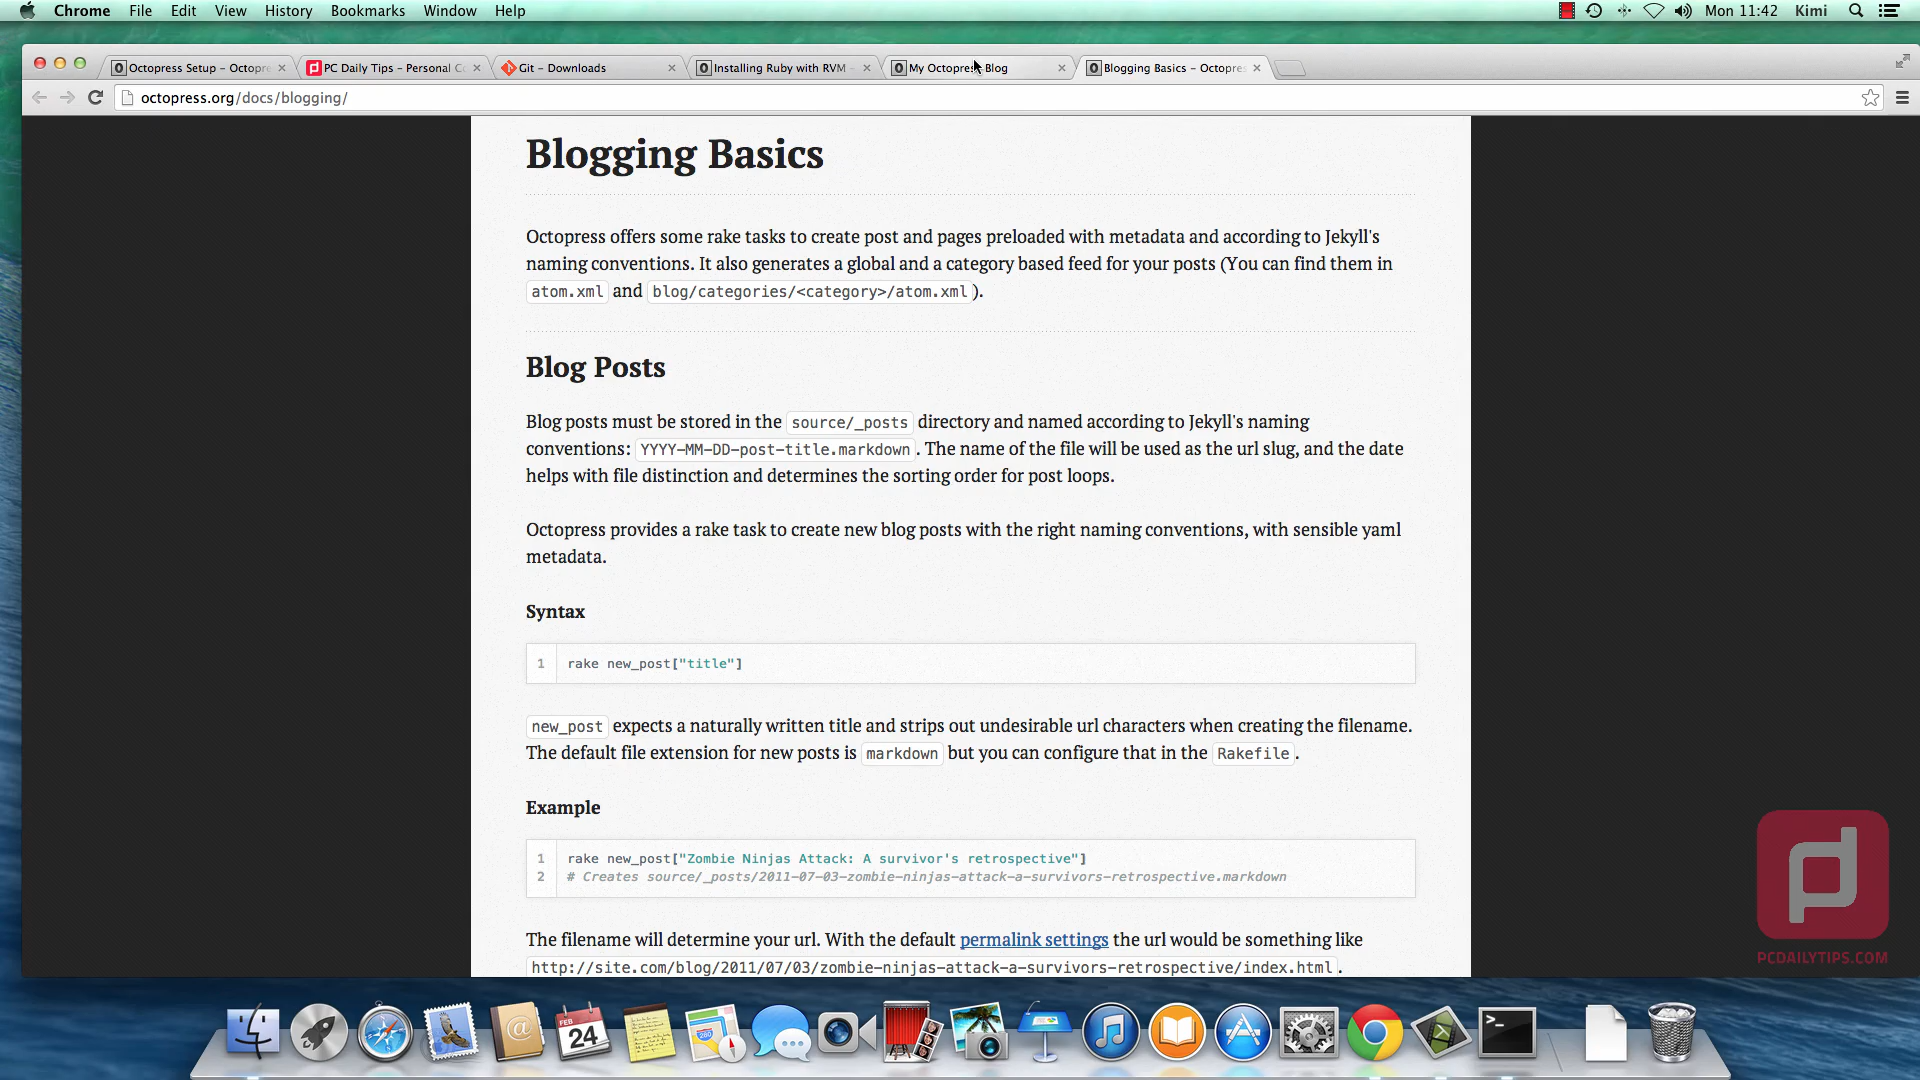 Chrome File Edit View History Bookmarks Window Help Mon 11:42 Kimi
Octopress Setup - Octopre PC Daily Tips - Personal Co Git - Downloads Installing Ruby with RVM - My Octopress Blog Blogging Basics - Octopres
octopress.org/docs/blogging/
Blogging Basics
Octopress offers some rake tasks to create post and pages preloaded with metadata and according to Jekyll's
naming conventions. It also generates a global and a category based feed for your posts (You can find them in
atom.xml and blog/categories/<category>/atom.xml ).
Blog Posts
Blog posts must be stored in the source/_posts directory and named according to Jekyll's naming
conventions: YYYY-MM-DD-post-title.markdown . The name of the file will be used as the url slug, and the date
helps with file distinction and determines the sorting order for post loops.
Octopress provides a rake task to create new blog posts with the right naming conventions, with sensible yaml
metadata.
Syntax
1 rake new_post["title"]
new_post expects a naturally written title and strips out undesirable url characters when creating the filename.
The default file extension for new posts is markdown but you can configure that in the Rakefile .
Example
1 rake new_post["Zombie Ninjas Attack: A survivor's retrospective"]
2 # Creates source/_posts/2011-07-03-zombie-ninjas-attack-a-survivors-retrospective.markdown
The filename will determine your url. With the default permalink settings the url would be something like
http://site.com/blog/2011/07/03/zombie-ninjas-attack-a-survivors-retrospective/index.html .
PCDAILYTIPS.COM
FEB
24